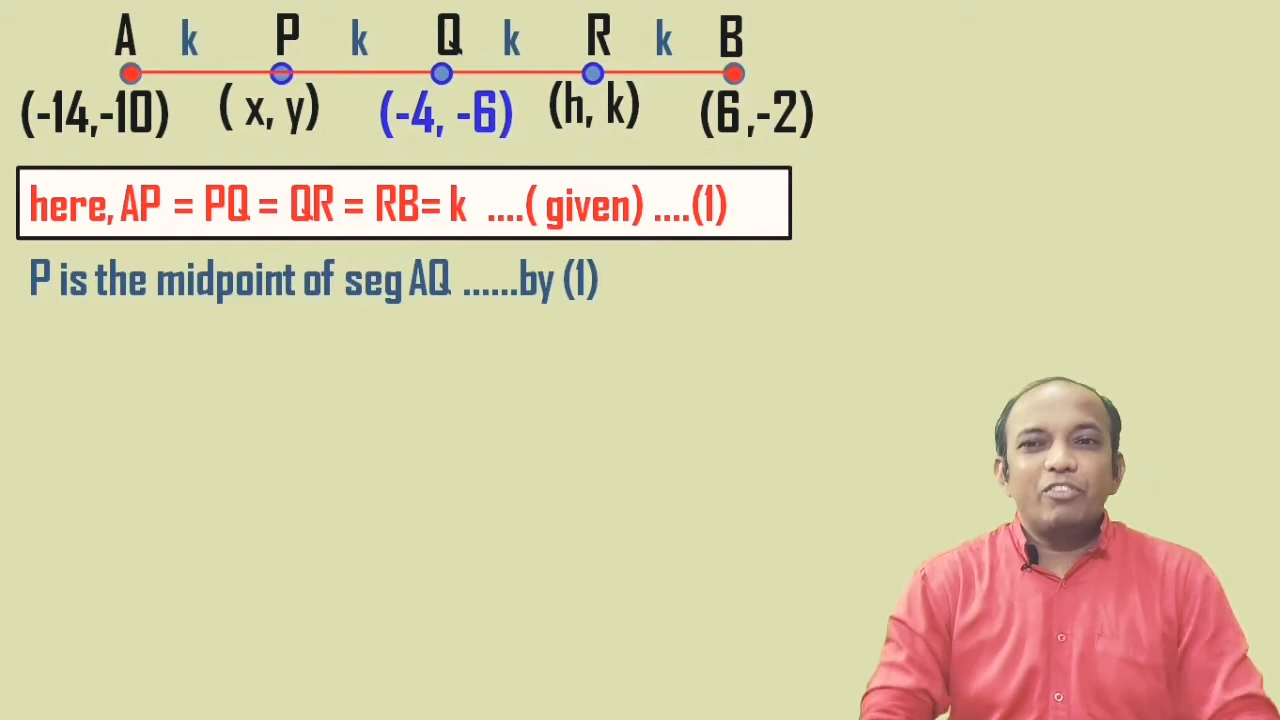 A k P k Q k R k B
(-14,-10) ( x, y) (-4, -6) (h, k) (6 ,-2)
here, AP = PQ = QR = RB= k ....( given) ....(1)
P is the midpoint of seg AQ ......by (1)